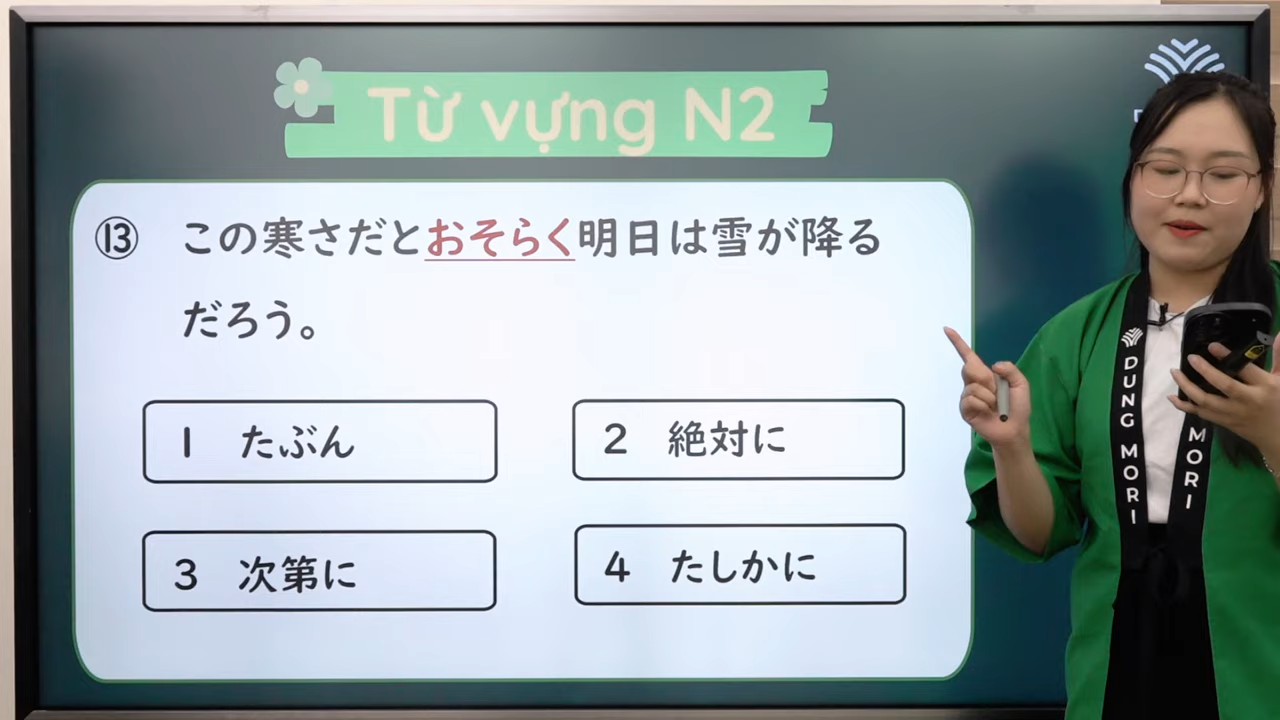 Từ vựng N2
⑬ この寒さだとおそらく明日は雪が降る
だろう。
1 たぶん
2 絶対に
3 次第に
4 たしかに
DUNG MORI
MORI